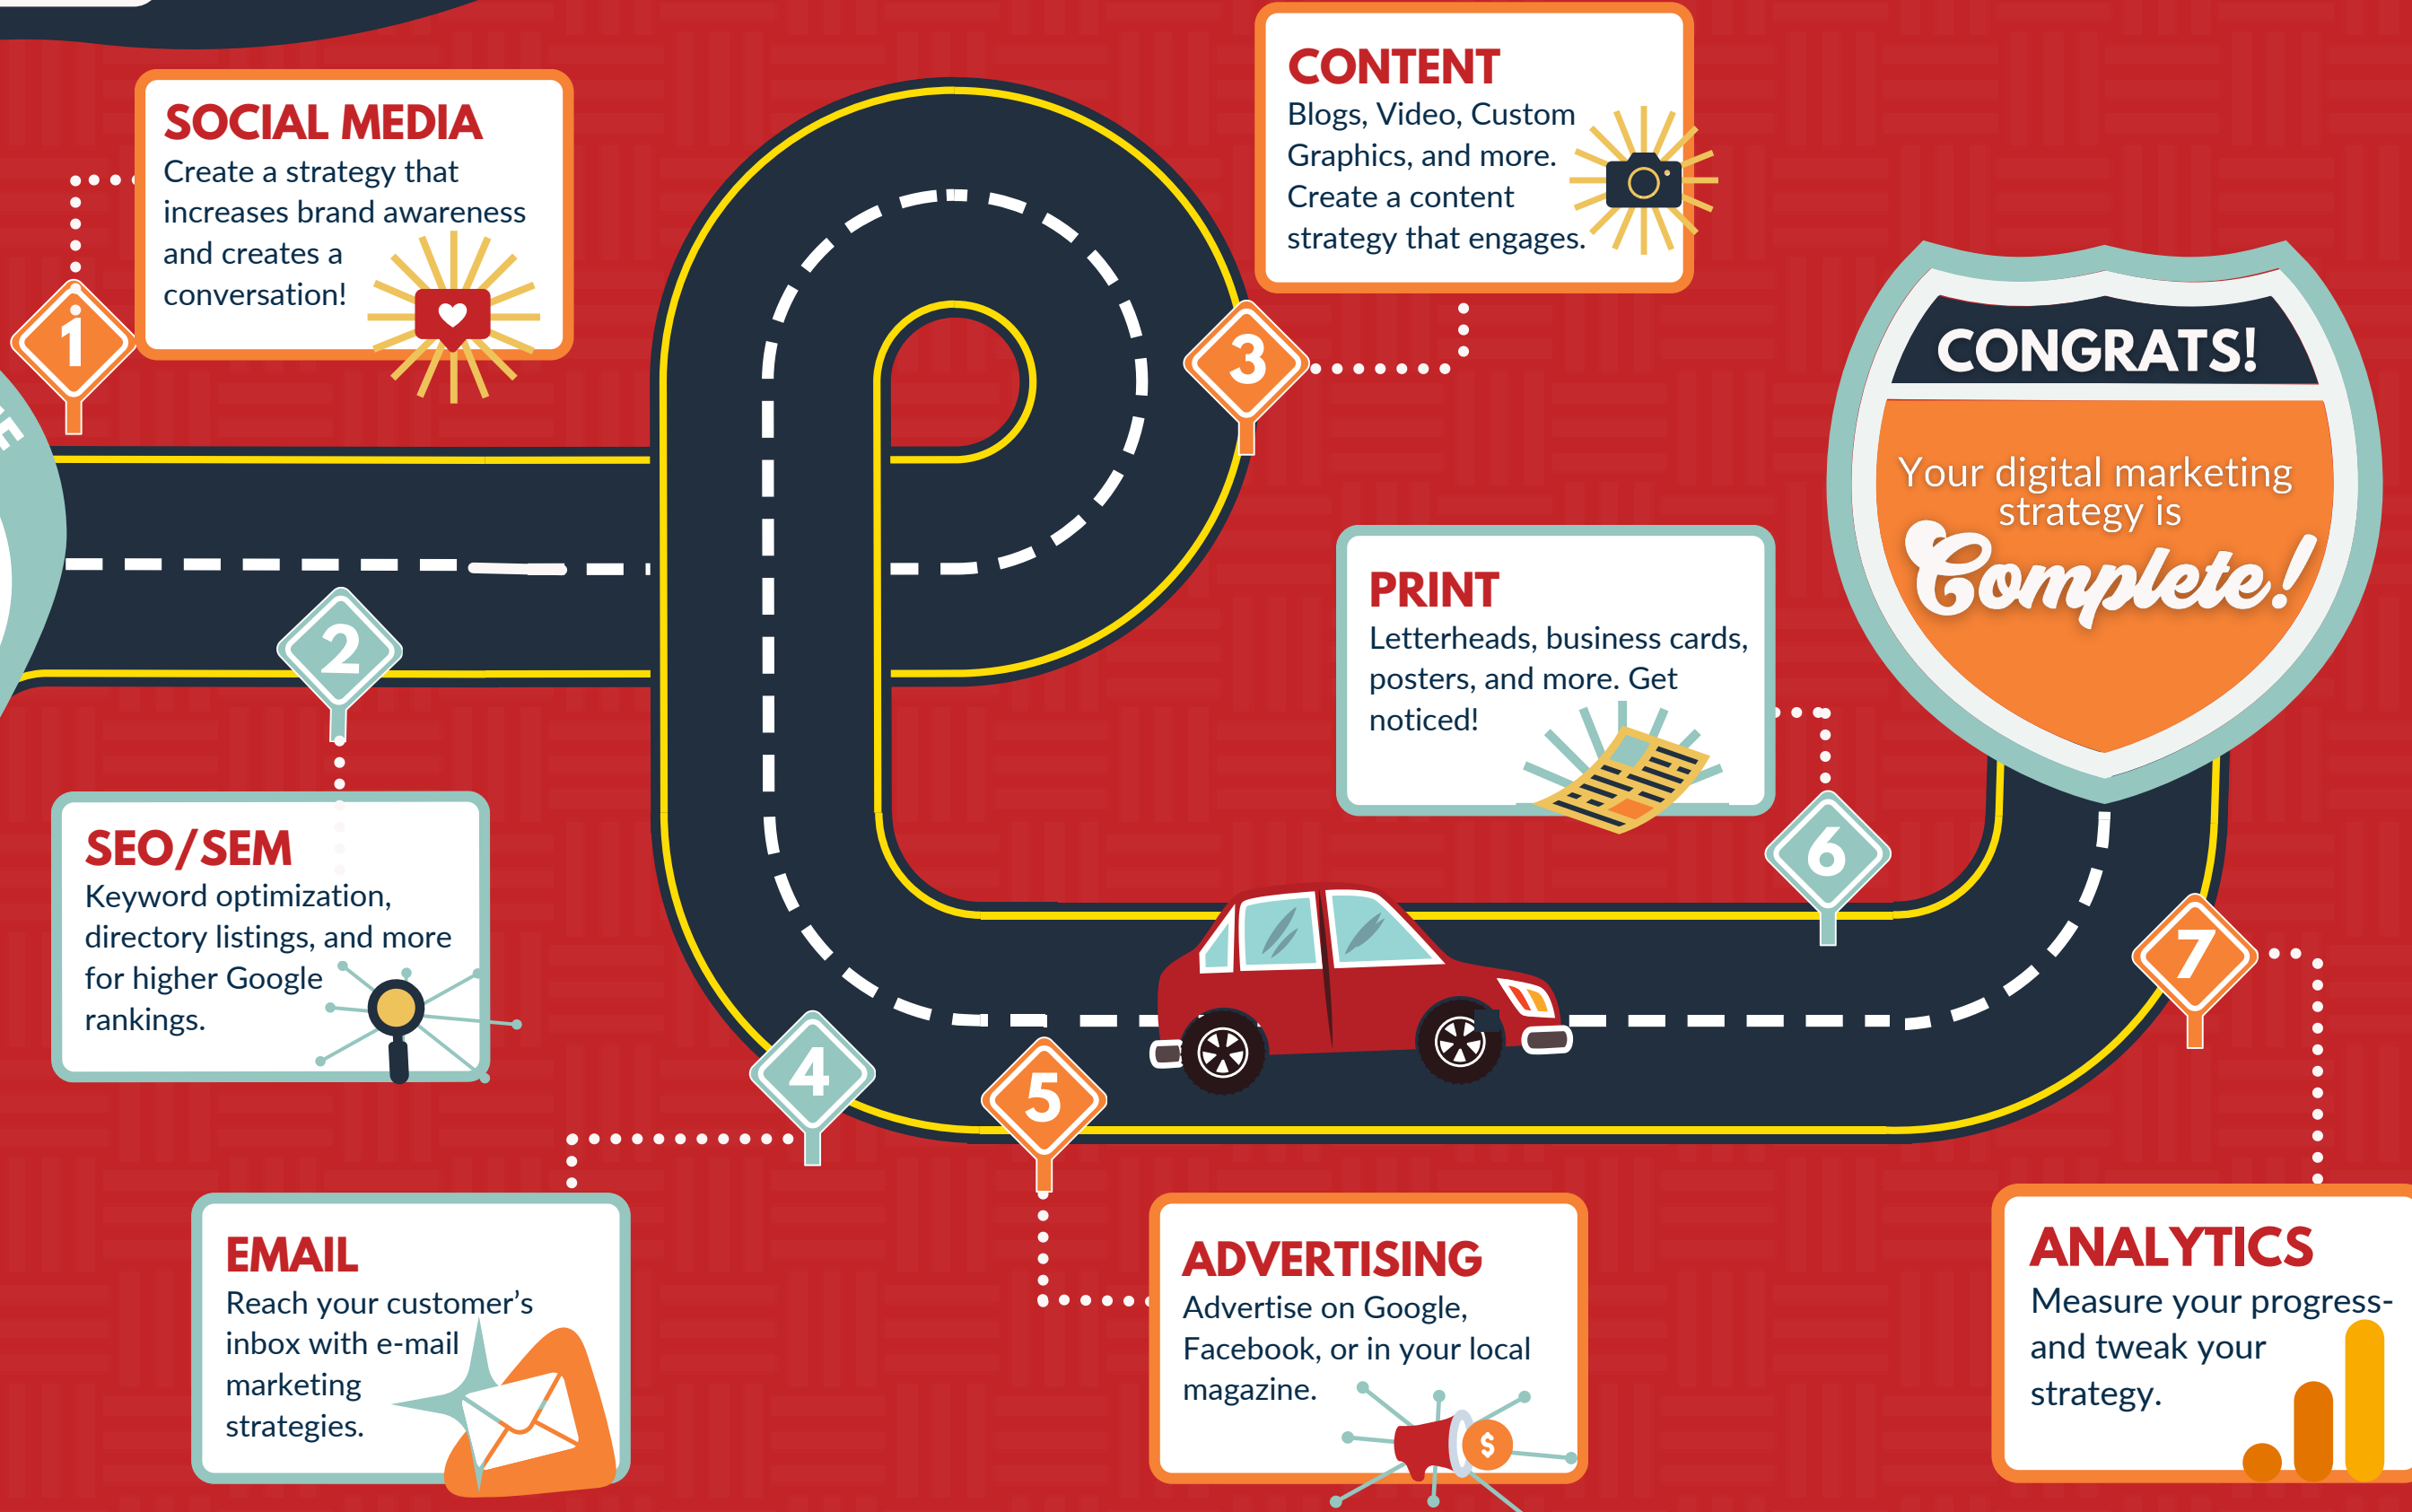 1
SOCIAL MEDIA
Create a strategy that
increases brand awareness
and creates a
conversation!
2
SEO/SEM
Keyword optimization,
directory listings, and more
for higher Google
rankings.
3
CONTENT
Blogs, Video, Custom
Graphics, and more.
Create a content
strategy that engages.
4
EMAIL
Reach your customer’s
inbox with e-mail
marketing
strategies.
5
ADVERTISING
Advertise on Google,
Facebook, or in your local
magazine.
$
6
PRINT
Letterheads, business cards,
posters, and more. Get
noticed!
7
ANALYTICS
Measure your progress-
and tweak your
strategy.
CONGRATS!
Your digital marketing
strategy is
Complete!